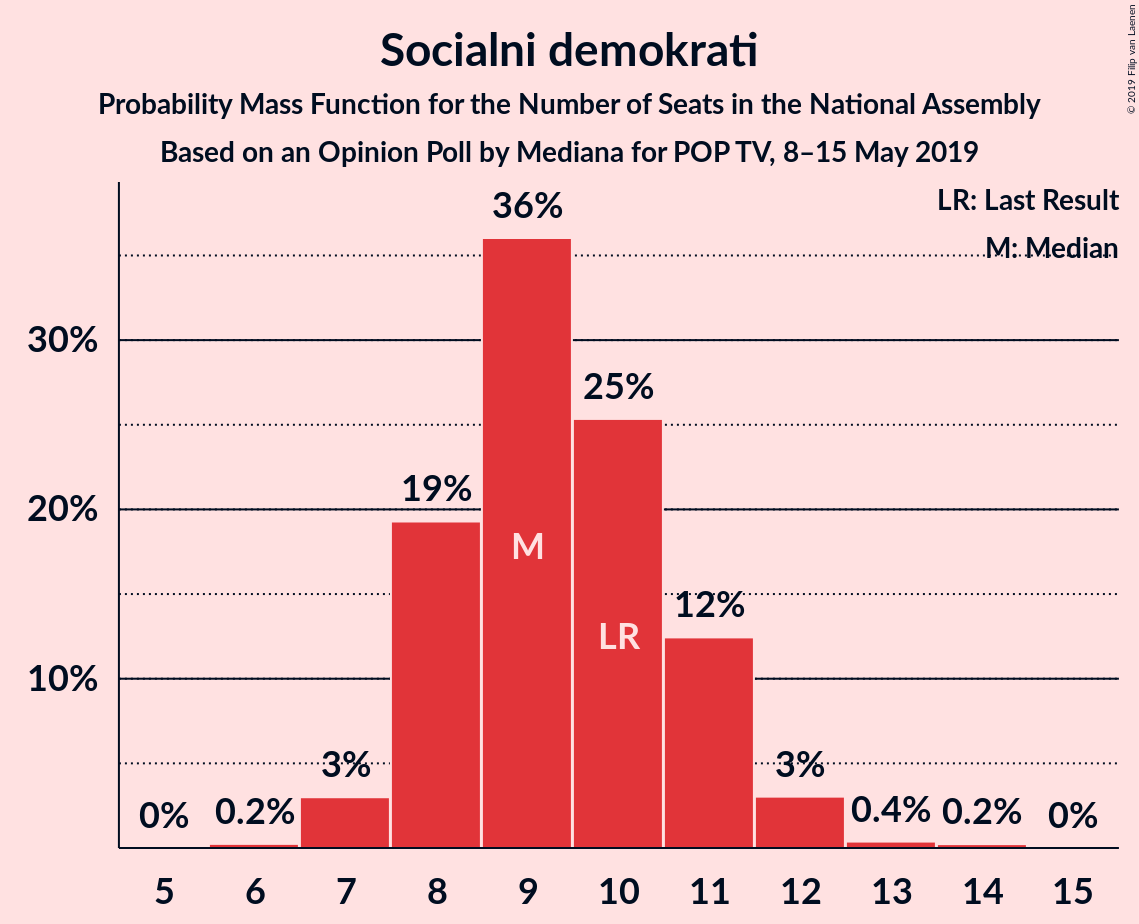 Socialni demokrati
Probability Mass Function for the Number of Seats in the National Assembly
Based on an Opinion Poll by Mediana for POP TV, 8–15 May 2019
© 2019 Filip van Laenen
LR: Last Result
M: Median
36%
30%
25%
20%
19%
M
12%
LR
10%
3%
3%
0%
0.2%
0.4%
0.2%
0%
5 6 7 8 9 10 11 12 13 14 15